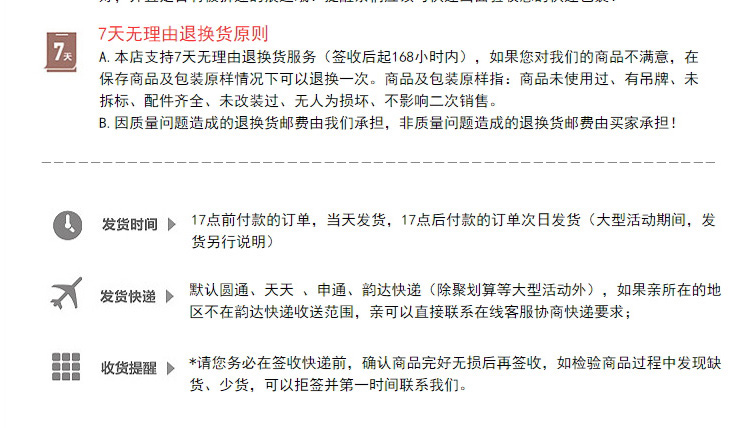 7天无理由退换货原则
7天
A.本店支持7天无理由退换货服务（签收后起168小时内），如果您对我们的商品不满意，在
保存商品及包装原样情况下可以退换一次。商品及包装原样指：商品未使用过、有吊牌、未
拆标、配件齐全、未改装过、无人为损坏、不影响二次销售。
B.因质量问题造成的退换货邮费由我们承担，非质量问题造成的退换货邮费由买家承担！
发货时间
17点前付款的订单，当天发货，17点后付款的订单次日发货（大型活动期间，发
货另行说明）
发货快递
默认圆通、天天 、申通、韵达快递（除聚划算等大型活动外），如果亲所在的地
区不在韵达快递收送范围，亲可以直接联系在线客服协商快递要求；
收货提醒
*请您务必在签收快递前，确认商品完好无损后再签收，如检验商品过程中发现缺
货、少货，可以拒签并第一时间联系我们。